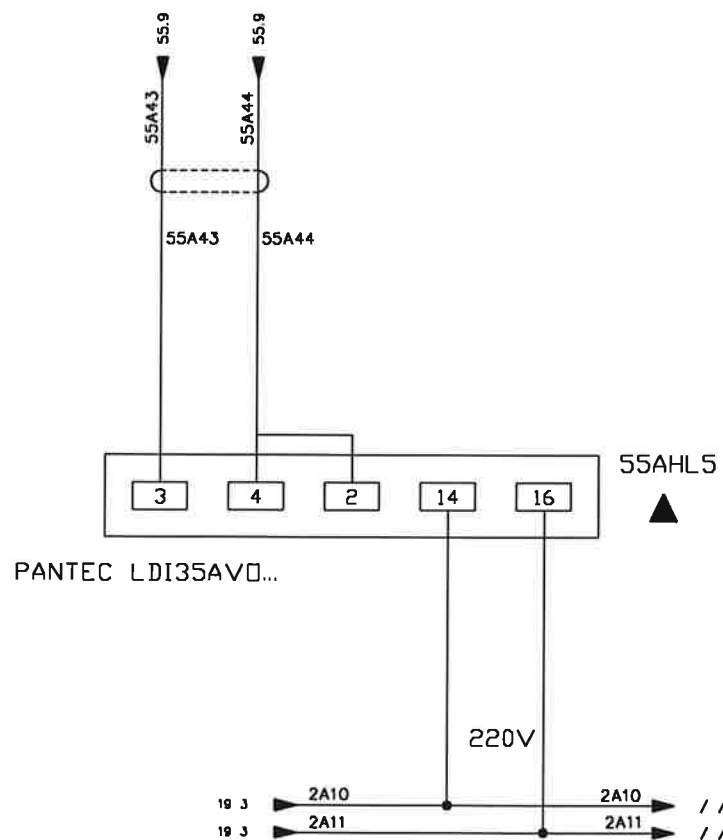 55.9 55.9
55A43 55A44
55A43 55A44
55AHL5
3 4 2 14 16
PANTEC LDI35AVO...
220V
19 3 2A10 2A10 //
19 3 2A11 2A11 //